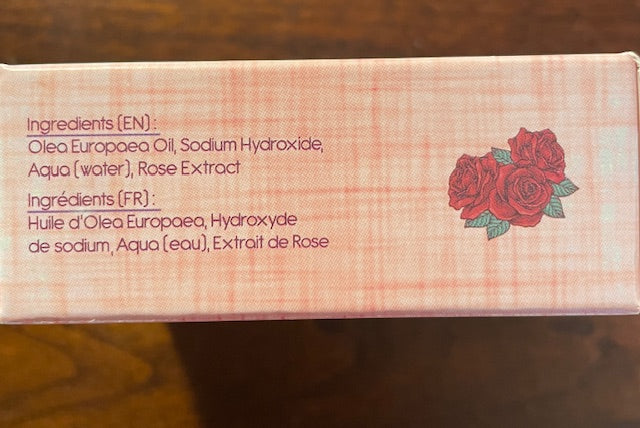 Ingredients (EN):
Olea Europaea Oil, Sodium Hydroxide,
Aqua (water), Rose Extract
Ingrédients (FR):
Huile d'Olea Europaea, Hydroxyde
de sodium, Aqua (eau), Extrait de Rose